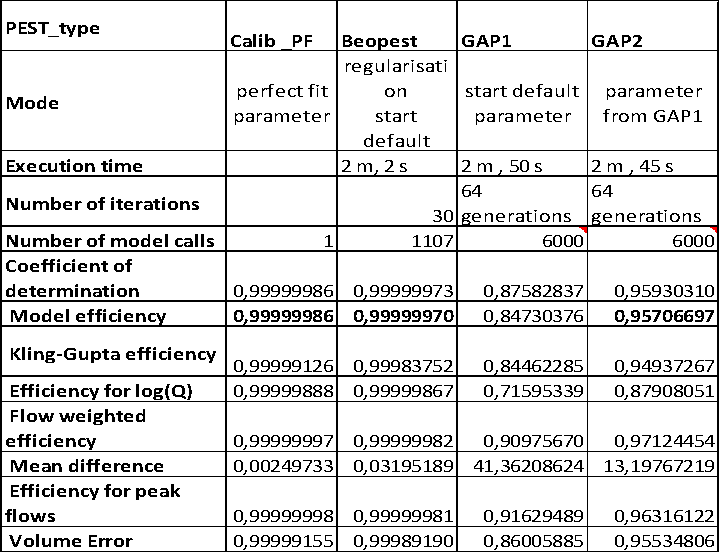 PEST_type Calib _PF Beopest GAP1 GAP2
Mode perfect fit parameter regularisati on start default start default parameter parameter from GAP1
Execution time 2 m, 2 s 2 m , 50 s 2 m , 45 s
Number of iterations 30 64 generations 64 generations
Number of model calls 1 1107 6000 6000
Coefficient of
determination 0,99999986 0,99999973 0,87582837 0,95930310
Model efficiency 0,99999986 0,99999970 0,84730376 0,95706697
Kling-Gupta efficiency 0,99999126 0,99983752 0,84462285 0,94937267
Efficiency for log(Q) 0,99999888 0,99999867 0,71595339 0,87908051
Flow weighted
efficiency 0,99999997 0,99999982 0,90975670 0,97124454
Mean difference 0,00249733 0,03195189 41,36208624 13,19767219
Efficiency for peak
flows 0,99999998 0,99999981 0,91629489 0,96316122
Volume Error 0,99999155 0,99989190 0,86005885 0,95534806